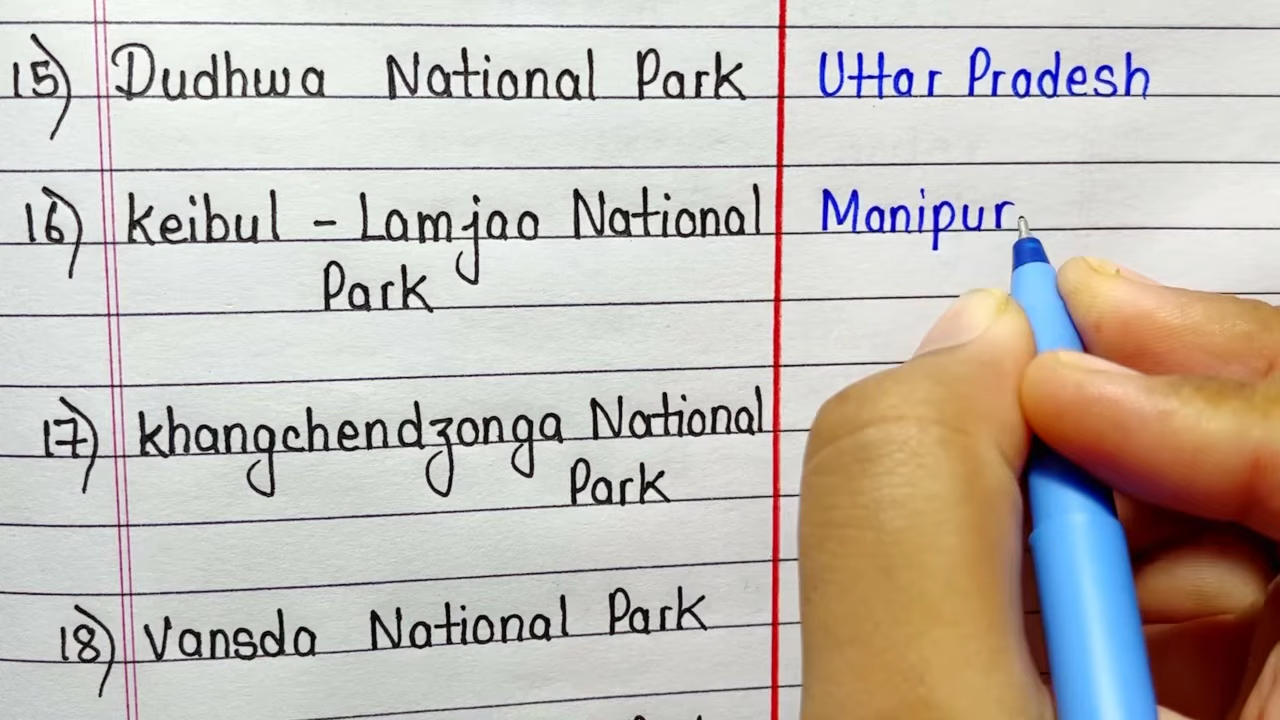 15) Dudhwa National Park Uttar Pradesh
16) Keibul - Lamjao National Manipur
Park
17) Khangchendzonga National
Park
18) Vansda National Park